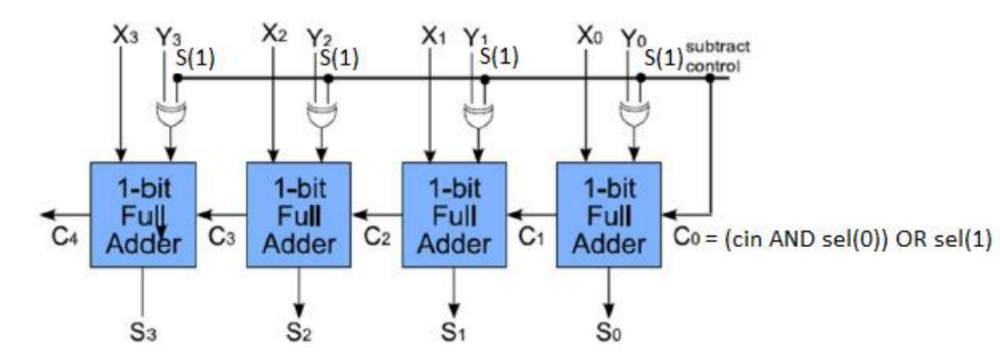 X3 Y3 X2 Y2 X1 Y1 X0 Y0 subtract
S(1) S(1) S(1) S(1) control
1-bit 1-bit 1-bit 1-bit
Full Full Full Full
Adder Adder Adder Adder
C4 C3 C2 C1 C0 = (cin AND sel(0)) OR sel(1)
S3 S2 S1 S0